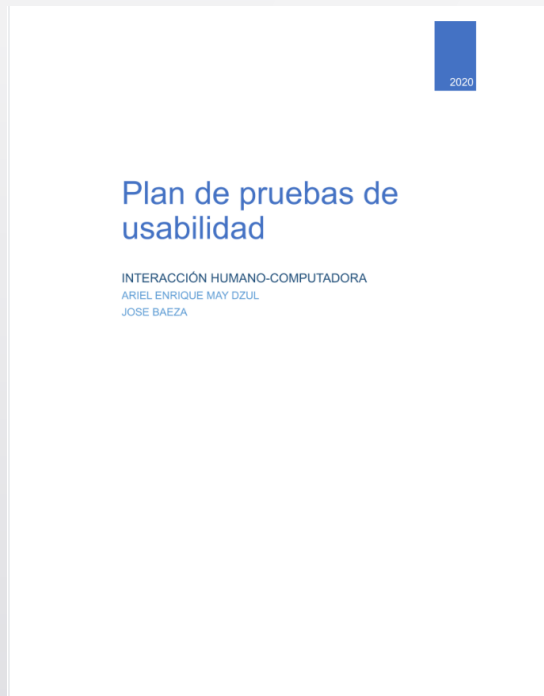 2020
Plan de pruebas de
usabilidad
INTERACCIÓN HUMANO-COMPUTADORA
ARIEL ENRIQUE MAY DZUL
JOSE BAEZA